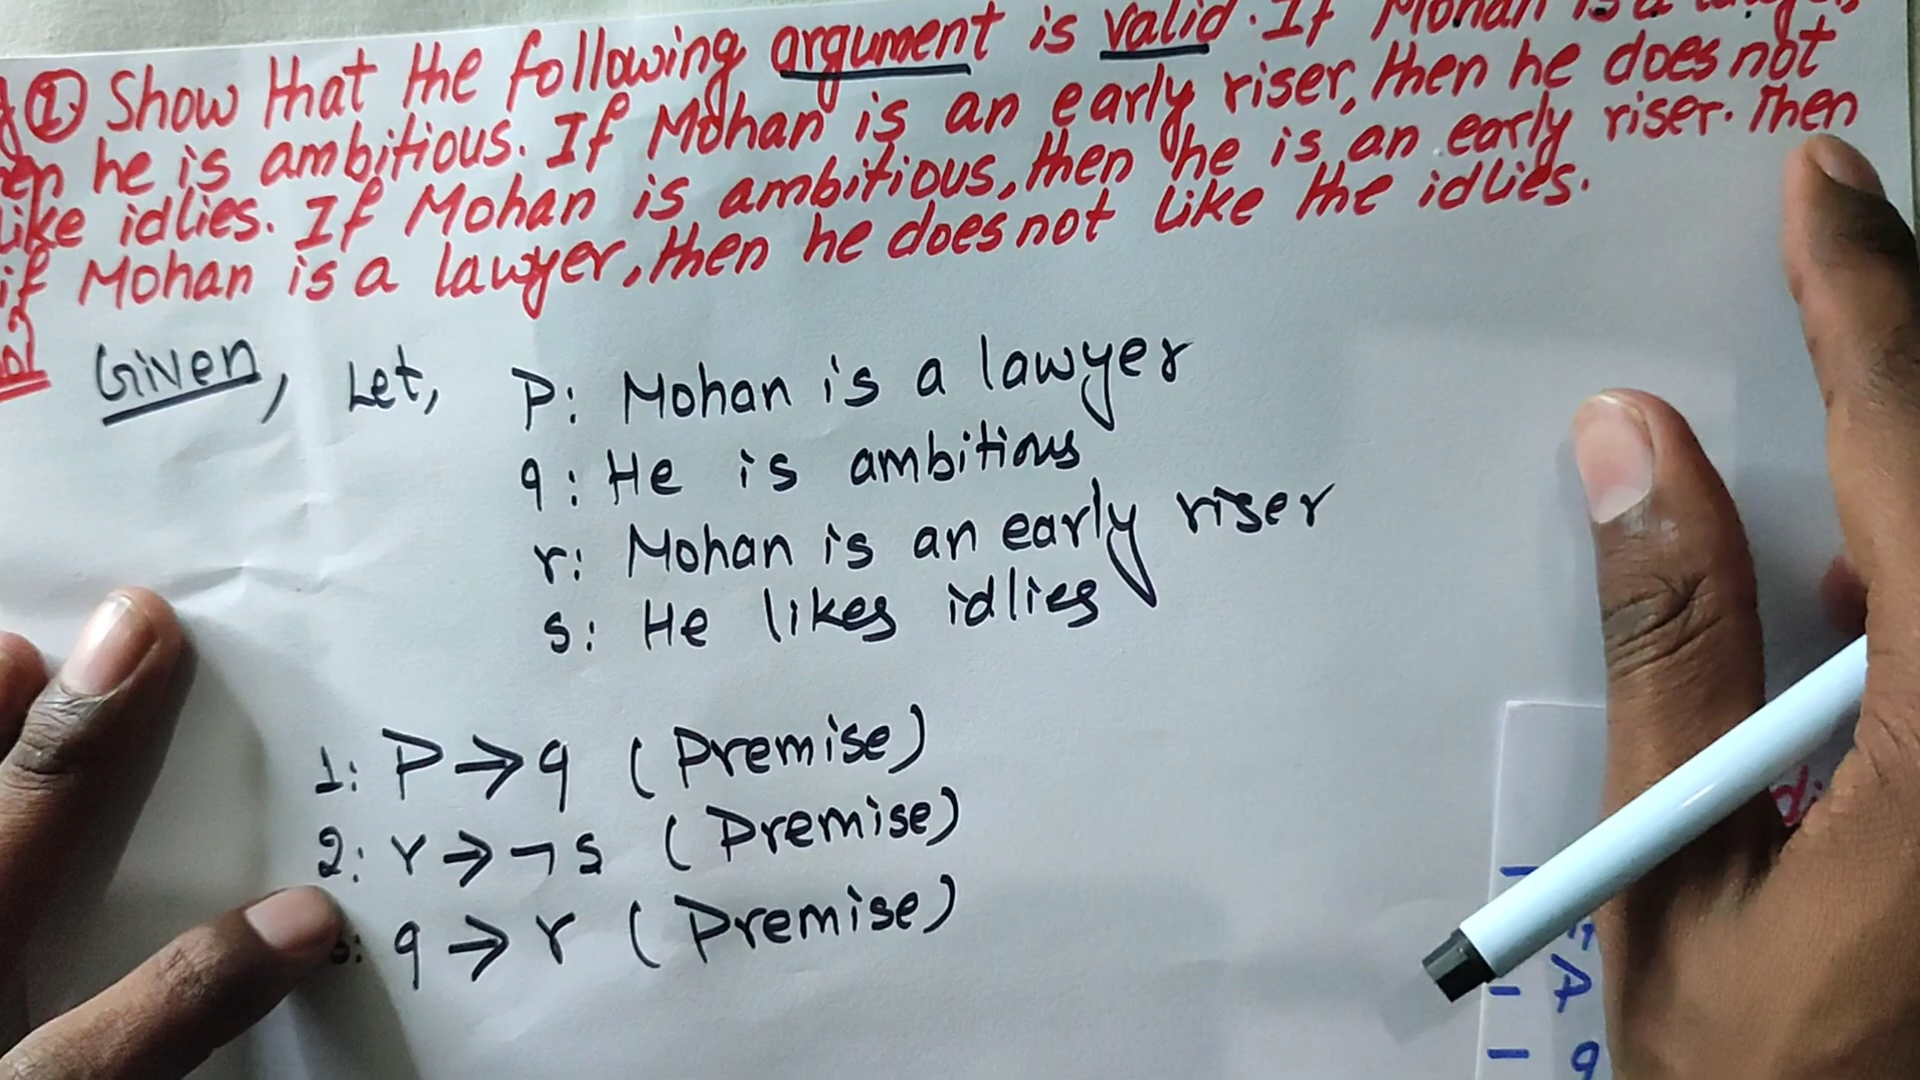 ① Show that the following argument is valid. If Mohan is a
he is ambitious. If Mohan is an early riser, then he does not
like idlies. If Mohan is ambitious, then he is an early riser. Then
if Mohan is a lawyer, then he does not like the idlies.
Given, Let, P: Mohan is a lawyer
q: He is ambitious
r: Mohan is an early riser
s: He likes idlies
1: P→q (Premise)
2: r→¬s (Premise)
3: q→r (Premise)
- P
- q